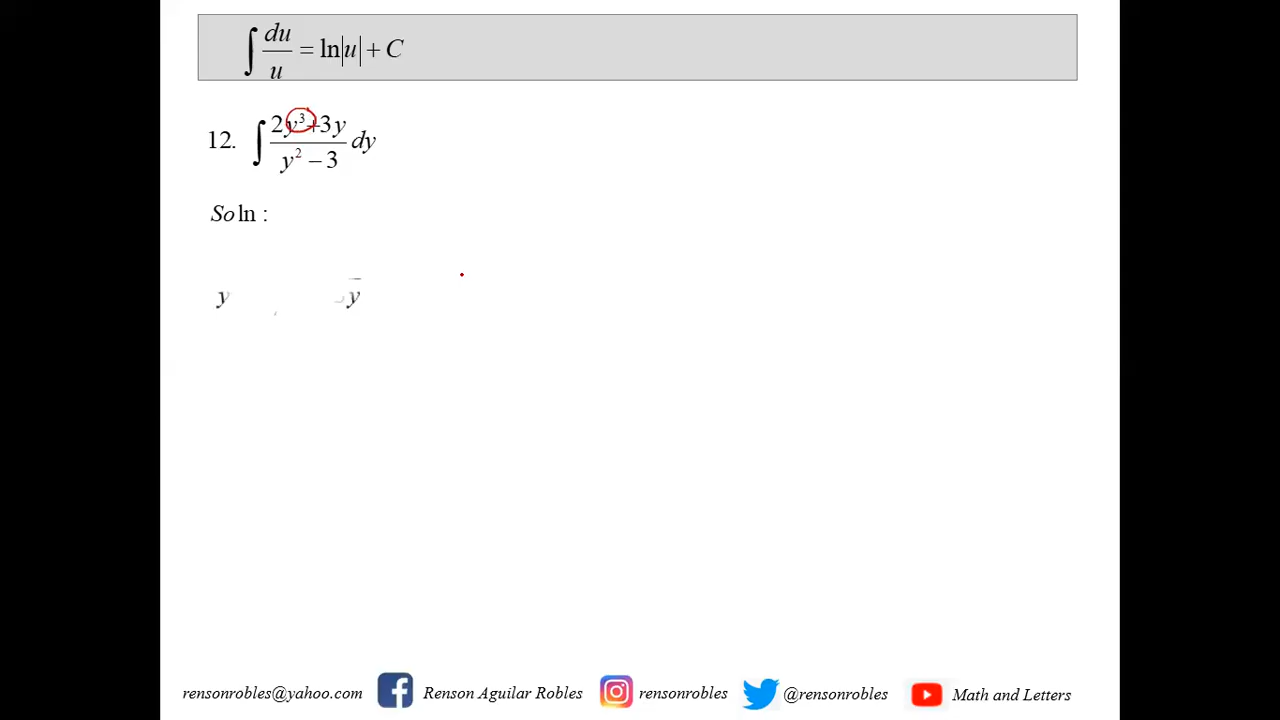 ∫ du/u = ln|u| + C
12. ∫ (2y³+3y)/(y² − 3) dy
Soln :
y y
rensonrobles@yahoo.com Renson Aguilar Robles rensonrobles @rensonrobles Math and Letters